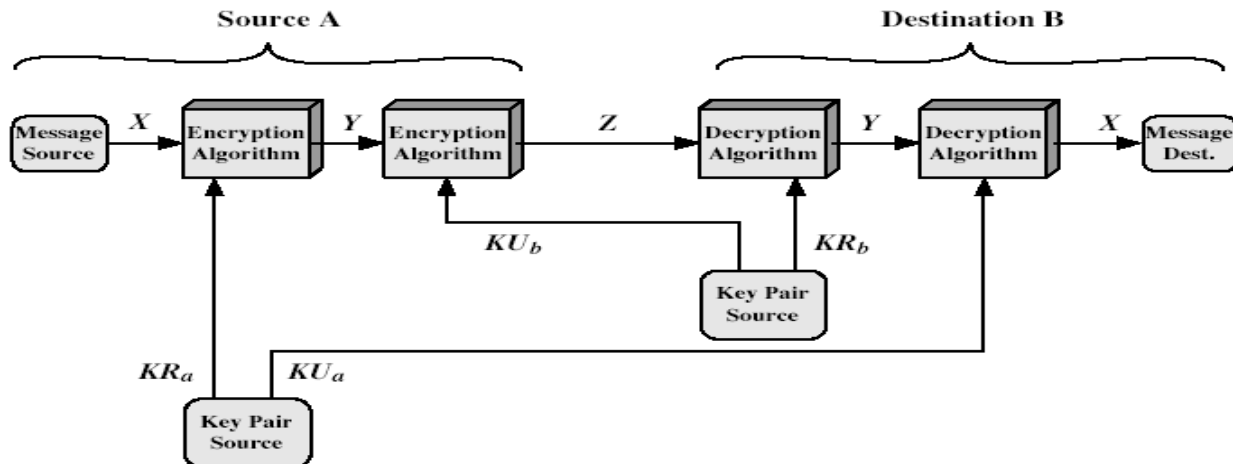 Source A
Destination B
Message
Source
X
Encryption
Algorithm
Y
Encryption
Algorithm
Z
Decryption
Algorithm
Y
Decryption
Algorithm
X
Message
Dest.
KUb
KRb
Key Pair
Source
KRa
KUa
Key Pair
Source